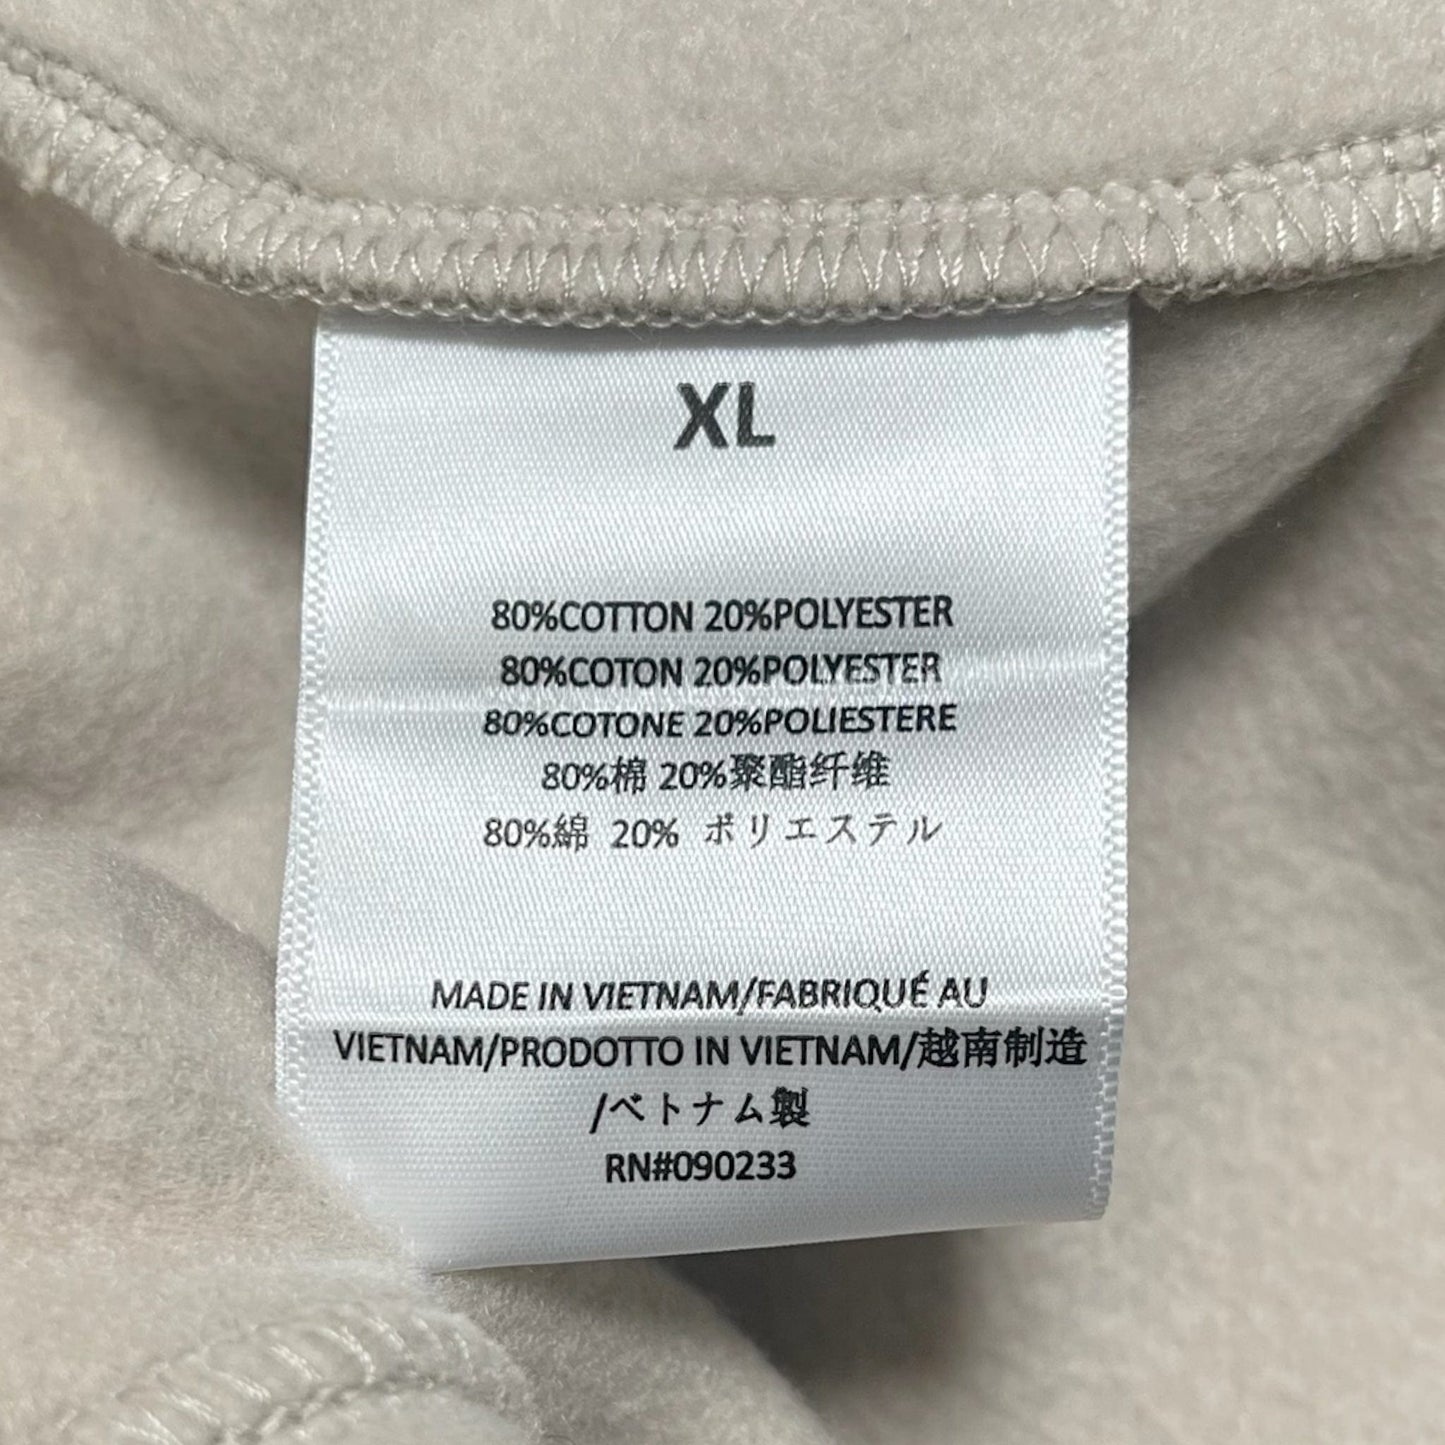 XL
80%COTTON 20%POLYESTER
80%COTON 20%POLYESTER
80%COTONE 20%POLIESTERE
80%棉 20%聚酯纤维
80%綿 20% ポリエステル
MADE IN VIETNAM/FABRIQUÉ AU
VIETNAM/PRODOTTO IN VIETNAM/越南制造
/ベトナム製
RN#090233